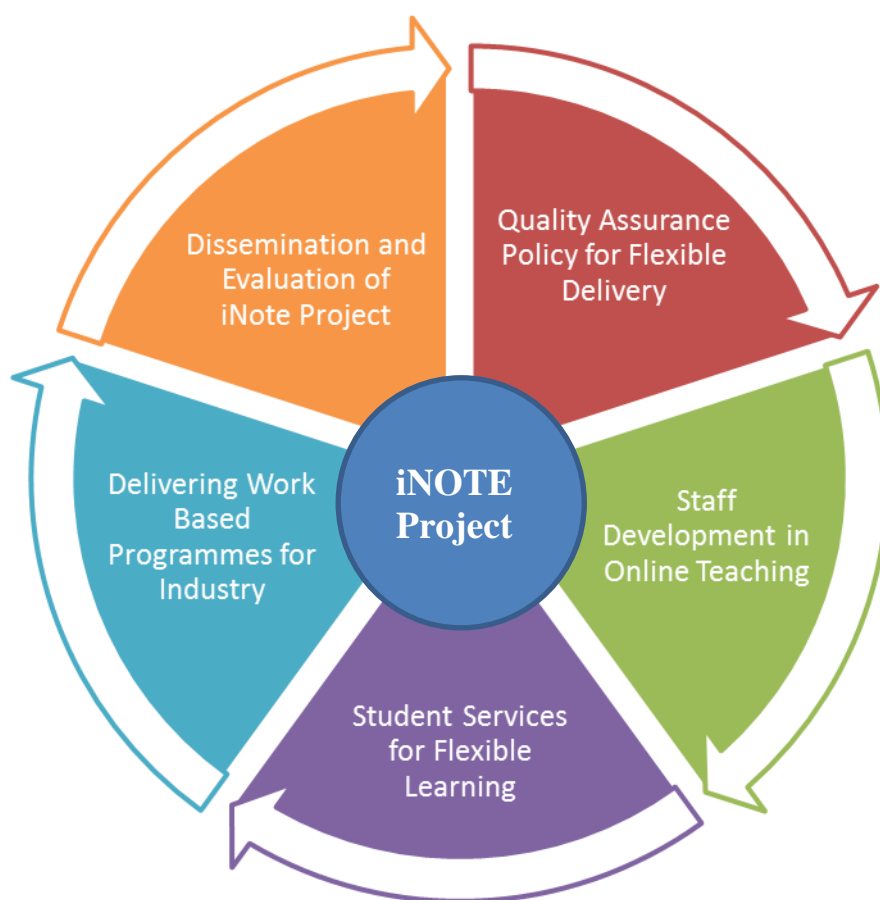 Dissemination and
Evaluation of
iNote Project
Quality Assurance
Policy for Flexible
Delivery
iNOTE
Project
Delivering Work
Based
Programmes for
Industry
Staff
Development in
Online Teaching
Student Services
for Flexible
Learning